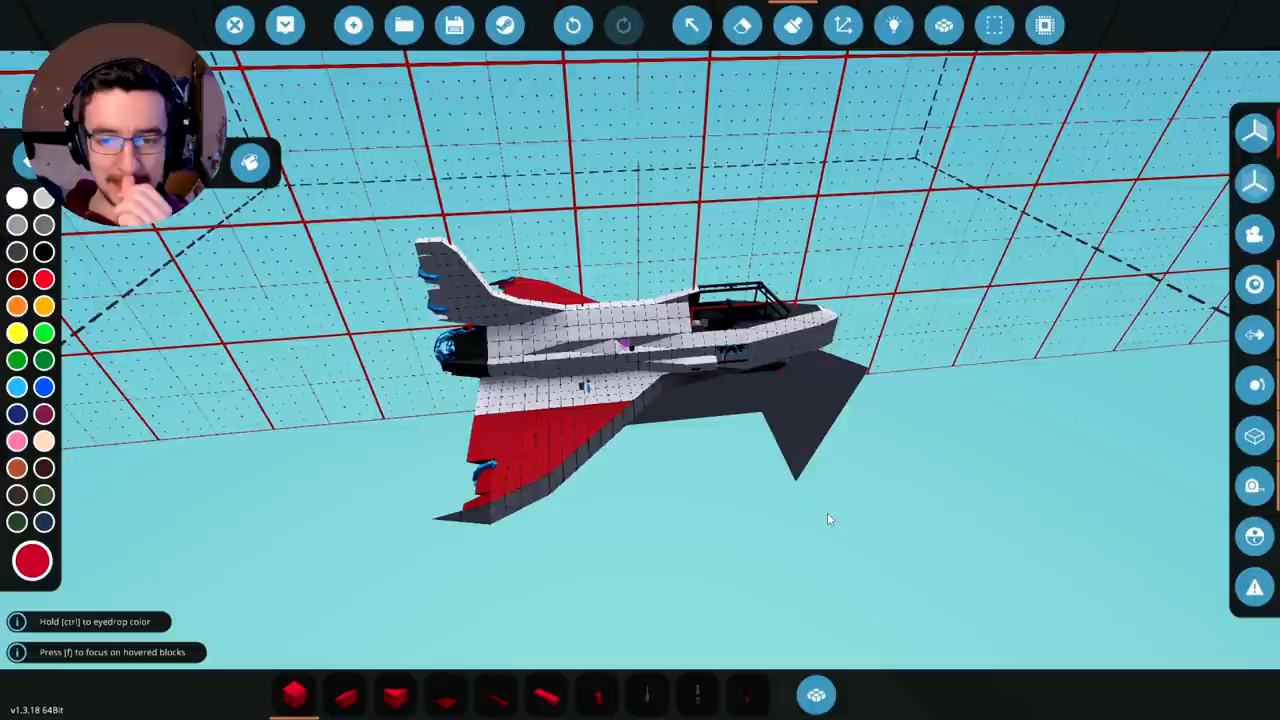 Hold [ctrl] to eyedrop color
Press [f] to focus on hovered blocks
v1.3.18 64Bit